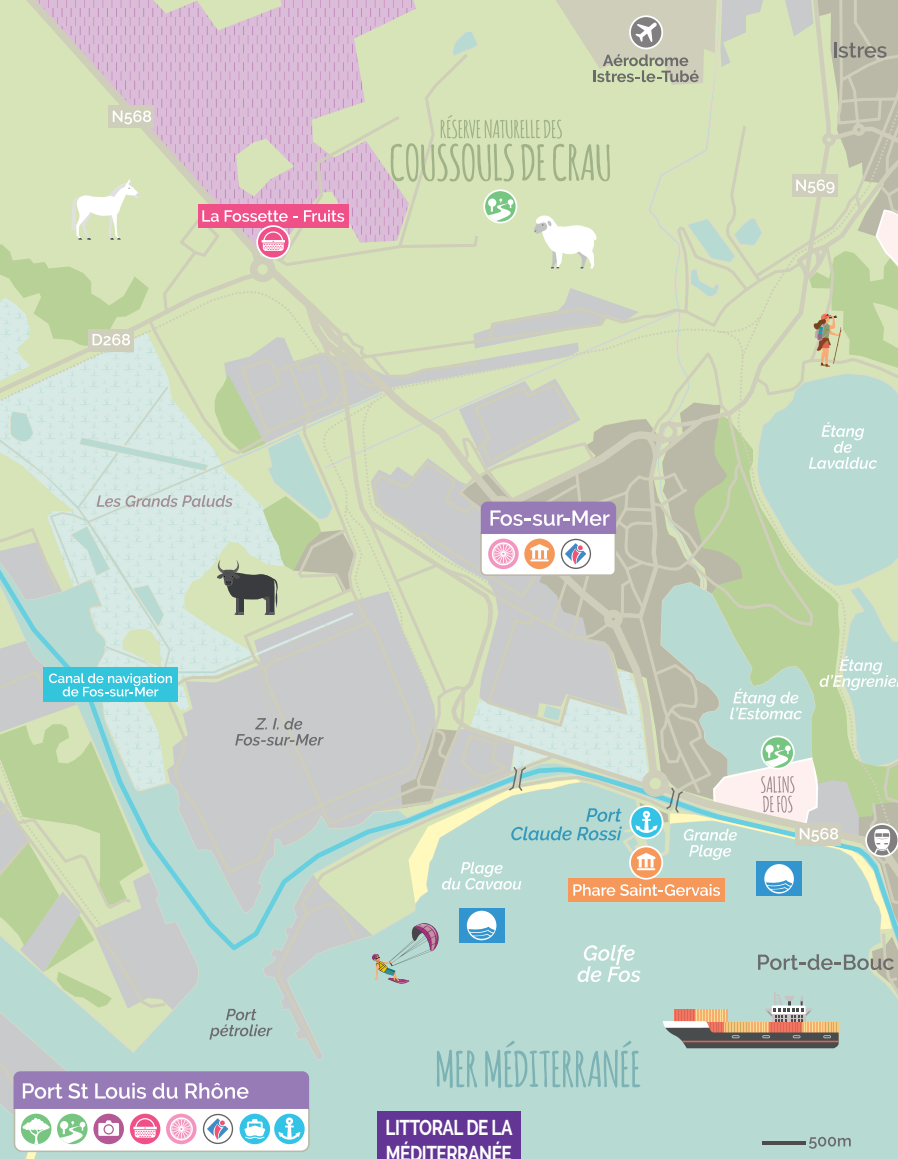 Aérodrome
Istres-le-Tubé
Istres
N568
RÉSERVE NATURELLE DES
COUSSOULS DE CRAU
N569
La Fossette - Fruits
D268
Étang
de
Lavalduc
Les Grands Paluds
Fos-sur-Mer
Canal de navigation
de Fos-sur-Mer
Étang
d'Engrenier
Étang de
l'Estomac
Z. I. de
Fos-sur-Mer
SALINS
DE FOS
Port
Claude Rossi
Grande
Plage
N568
Plage
du Cavaou
Phare Saint-Gervais
Golfe
de Fos
Port-de-Bouc
Port
pétrolier
MER MÉDITERRANÉE
Port St Louis du Rhône
LITTORAL DE LA
MÉDITERRANÉE
500m